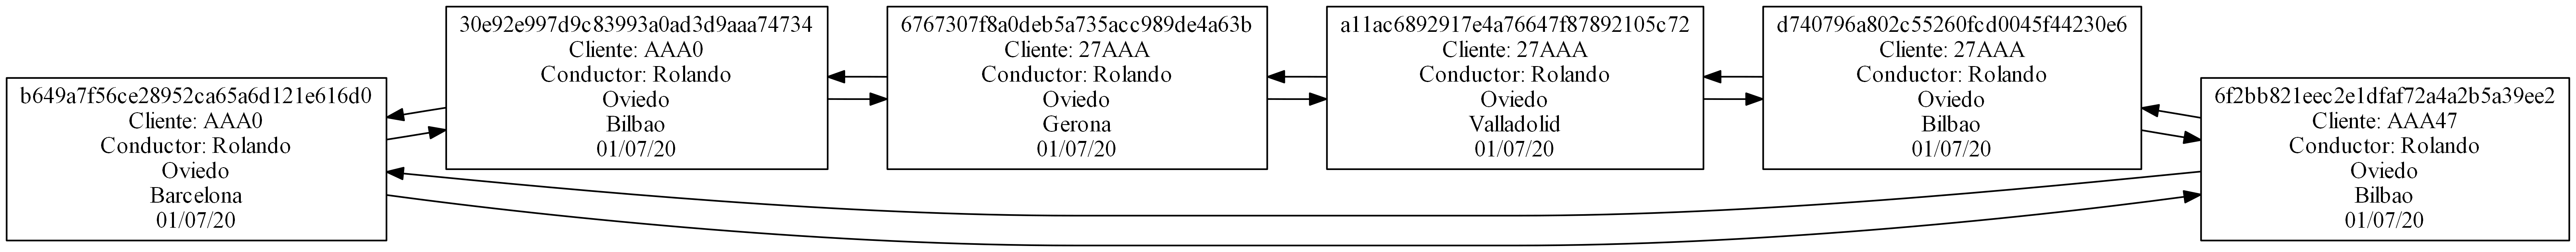 b649a7f56ce28952ca65a6d121e616d0
Cliente: AAA0
Conductor: Rolando
Oviedo
Barcelona
01/07/20
30e92e997d9c83993a0ad3d9aaa74734
Cliente: AAA0
Conductor: Rolando
Oviedo
Bilbao
01/07/20
6767307f8a0deb5a735acc989de4a63b
Cliente: 27AAA
Conductor: Rolando
Oviedo
Gerona
01/07/20
a11ac6892917e4a76647f87892105c72
Cliente: 27AAA
Conductor: Rolando
Oviedo
Valladolid
01/07/20
d740796a802c55260fcd0045f44230e6
Cliente: 27AAA
Conductor: Rolando
Oviedo
Bilbao
01/07/20
6f2bb821eec2e1dfaf72a4a2b5a39ee2
Cliente: AAA47
Conductor: Rolando
Oviedo
Bilbao
01/07/20